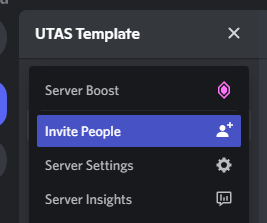 UTAS Template
Server Boost
Invite People
Server Settings
Server Insights